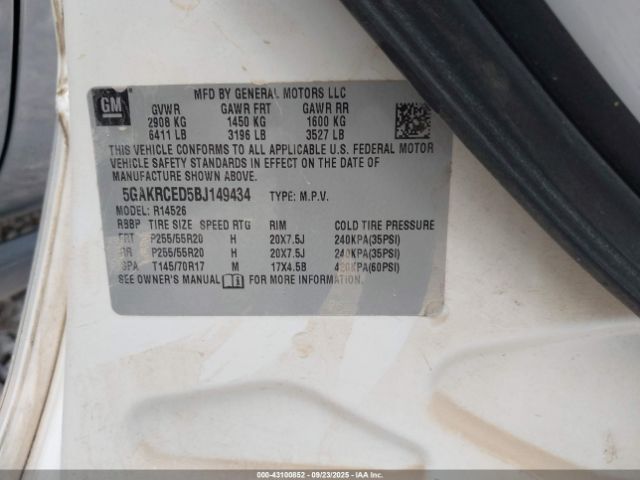 GM
MFD BY GENERAL MOTORS LLC
GVWR GAWR FRT GAWR RR
2908 KG 1450 KG 1600 KG
6411 LB 3196 LB 3527 LB
THIS VEHICLE CONFORMS TO ALL APPLICABLE U.S. FEDERAL MOTOR
VEHICLE SAFETY STANDARDS IN EFFECT ON THE DATE OF
MANUFACTURE SHOWN ABOVE.
5GAKRCED5BJ149434 TYPE: M.P.V.
MODEL: R14526
RBBP TIRE SIZE SPEED RTG RIM COLD TIRE PRESSURE
FRT P255/55R20 H 20X7.5J 240KPA(35PSI)
RR P255/55R20 H 20X7.5J 240KPA(35PSI)
SPA T145/70R17 M 17X4.5B 420KPA(60PSI)
SEE OWNER'S MANUAL FOR MORE INFORMATION.
000-43100852 - 09/23/2025 - IAAI.com